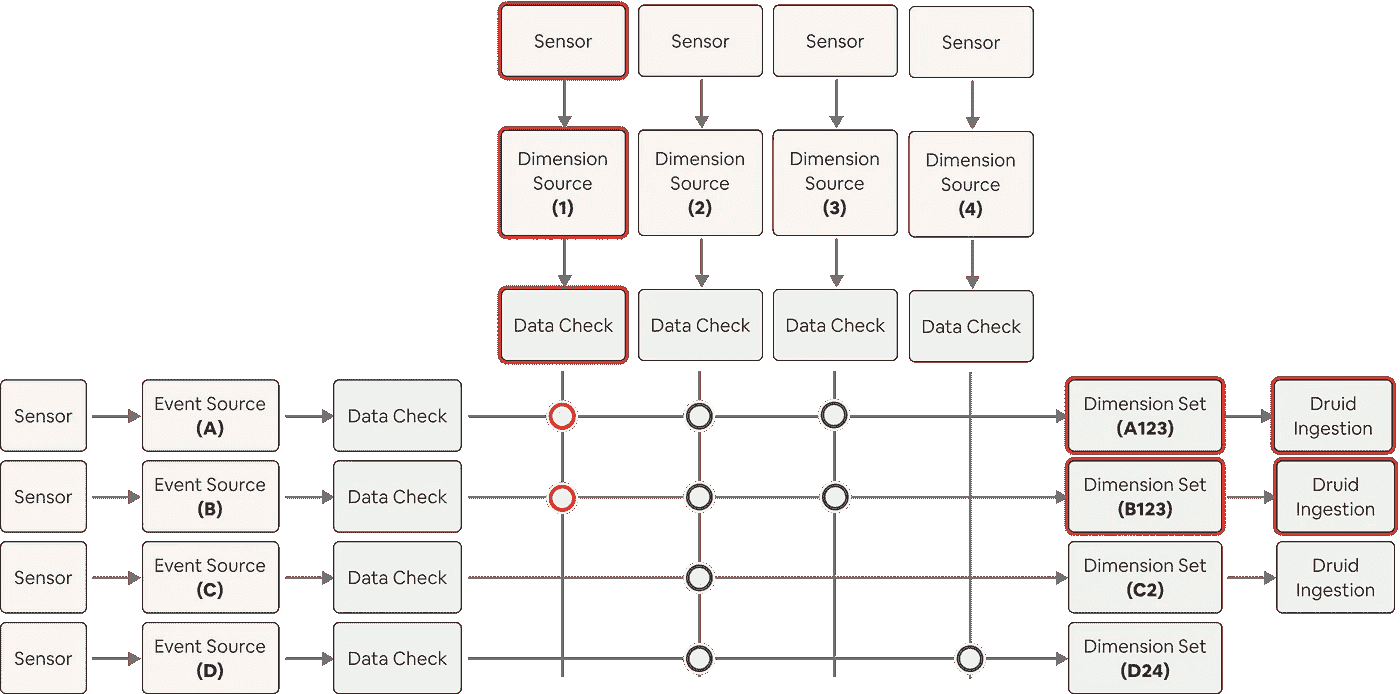 Sensor
Sensor
Sensor
Sensor
Dimension
Source
(1)
Dimension
Source
(2)
Dimension
Source
(3)
Dimension
Source
(4)
Data Check
Data Check
Data Check
Data Check
Sensor
Event Source
(A)
Data Check
Dimension Set
(A123)
Druid
Ingestion
Sensor
Event Source
(B)
Data Check
Dimension Set
(B123)
Druid
Ingestion
Sensor
Event Source
(C)
Data Check
Dimension Set
(C2)
Druid
Ingestion
Sensor
Event Source
(D)
Data Check
Dimension Set
(D24)